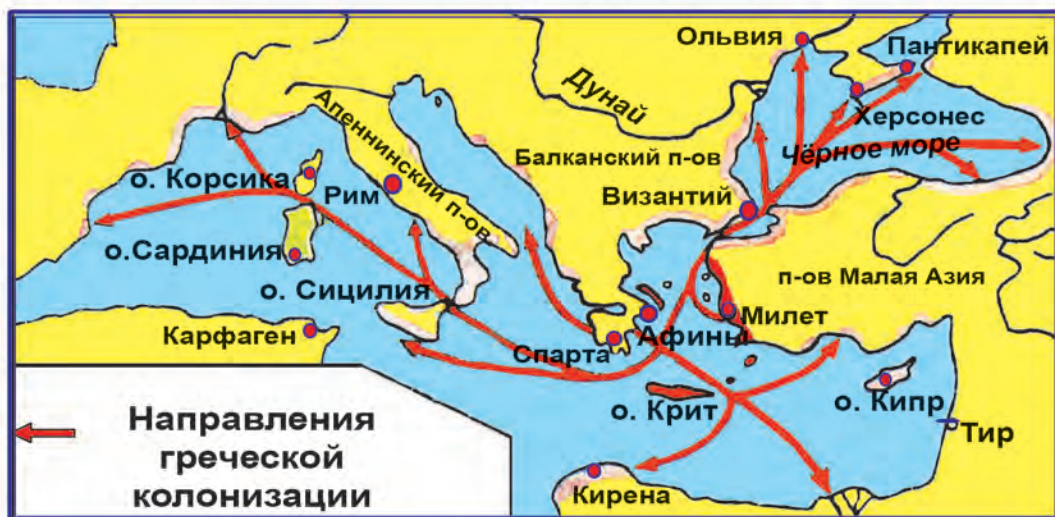 Ольвия
Пантикапей
Дунай
Апеннинский п-ов
Херсонес
Чёрное море
Балканский п-ов
о. Корсика
Рим
Византий
о.Сардиния
п-ов Малая Азия
о. Сицилия
Милет
Карфаген
Афины
Спарта
о. Крит
о. Кипр
Тир
Направления
греческой
колонизации
Кирена